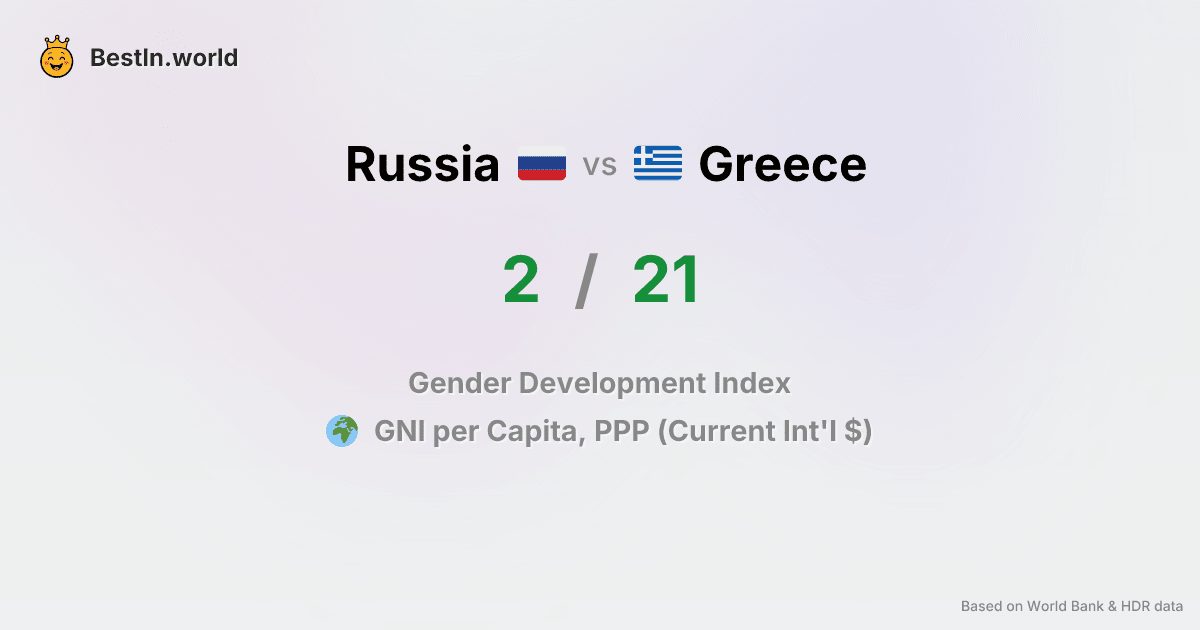 BestIn.world
Russia vs Greece
2 / 21
Gender Development Index
GNI per Capita, PPP (Current Int'l $)
Based on World Bank & HDR data